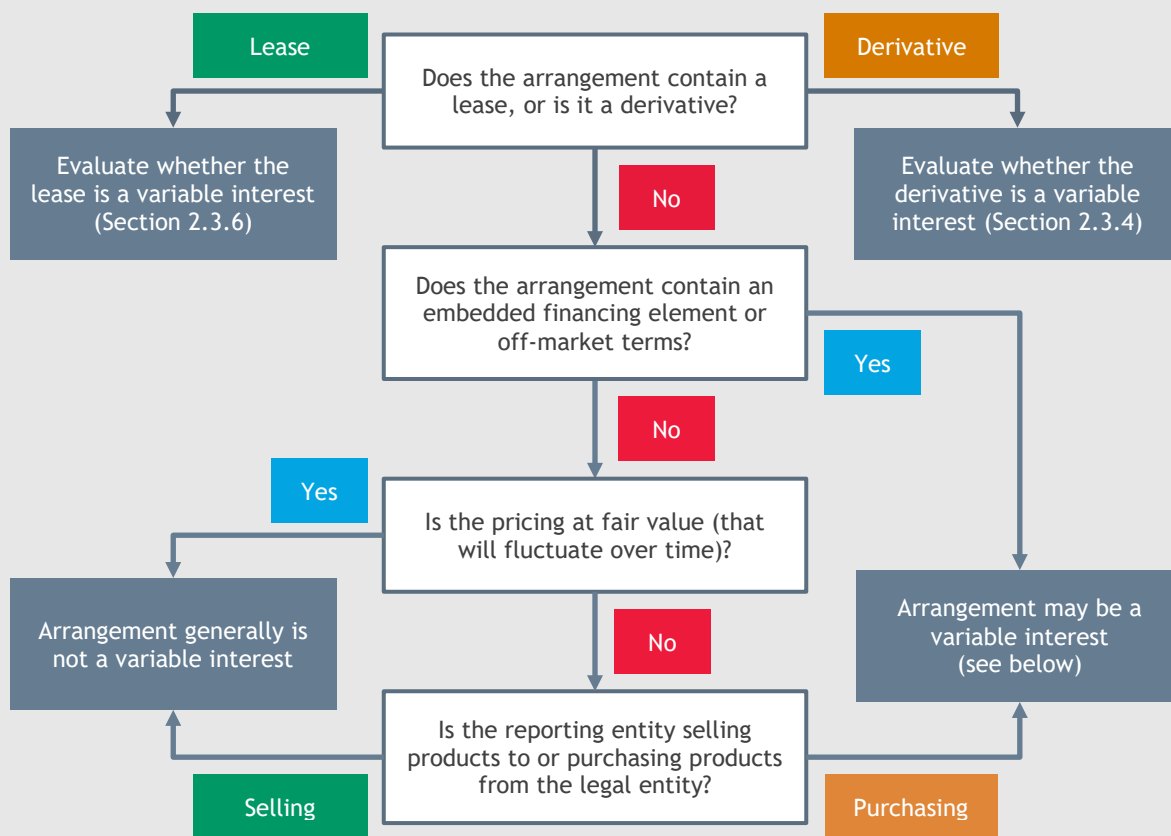 Lease
Derivative
Does the arrangement contain a
lease, or is it a derivative?
Evaluate whether the
lease is a variable interest
(Section 2.3.6)
No
Evaluate whether the
derivative is a variable
interest (Section 2.3.4)
Does the arrangement contain an
embedded financing element or
off-market terms?
Yes
No
Yes
Is the pricing at fair value (that
will fluctuate over time)?
Arrangement generally is
not a variable interest
No
Arrangement may be a
variable interest
(see below)
Is the reporting entity selling
products to or purchasing products
from the legal entity?
Selling
Purchasing